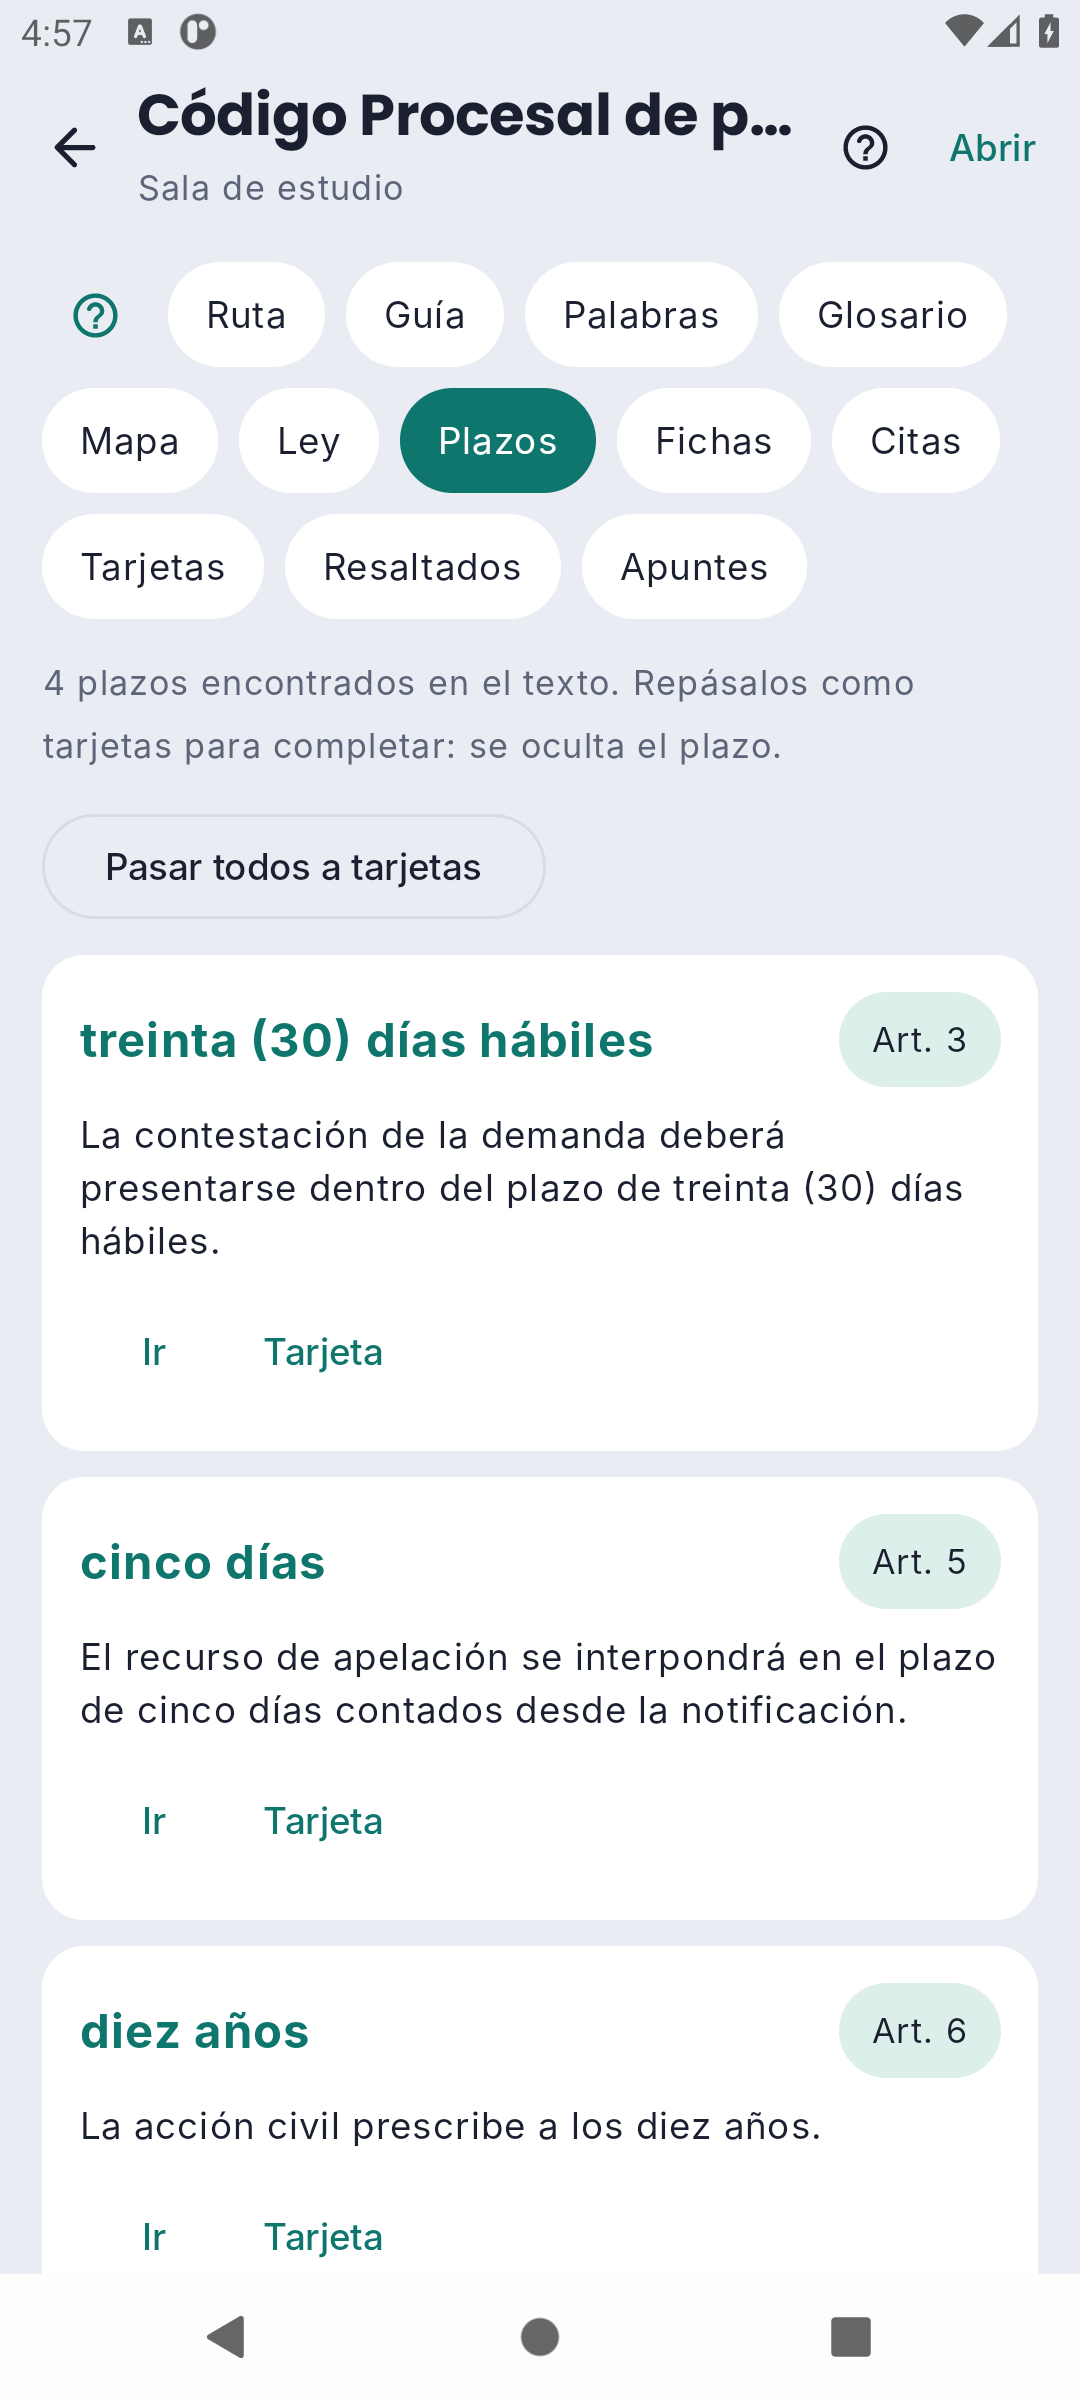 4:57
Código Procesal de p...
Sala de estudio
Abrir
Ruta
Guía
Palabras
Glosario
Mapa
Ley
Plazos
Fichas
Citas
Tarjetas
Resaltados
Apuntes
4 plazos encontrados en el texto. Repásalos como
tarjetas para completar: se oculta el plazo.
Pasar todos a tarjetas
treinta (30) días hábiles
Art. 3
La contestación de la demanda deberá
presentarse dentro del plazo de treinta (30) días
hábiles.
Ir
Tarjeta
cinco días
Art. 5
El recurso de apelación se interpondrá en el plazo
de cinco días contados desde la notificación.
Ir
Tarjeta
diez años
Art. 6
La acción civil prescribe a los diez años.
Ir
Tarjeta